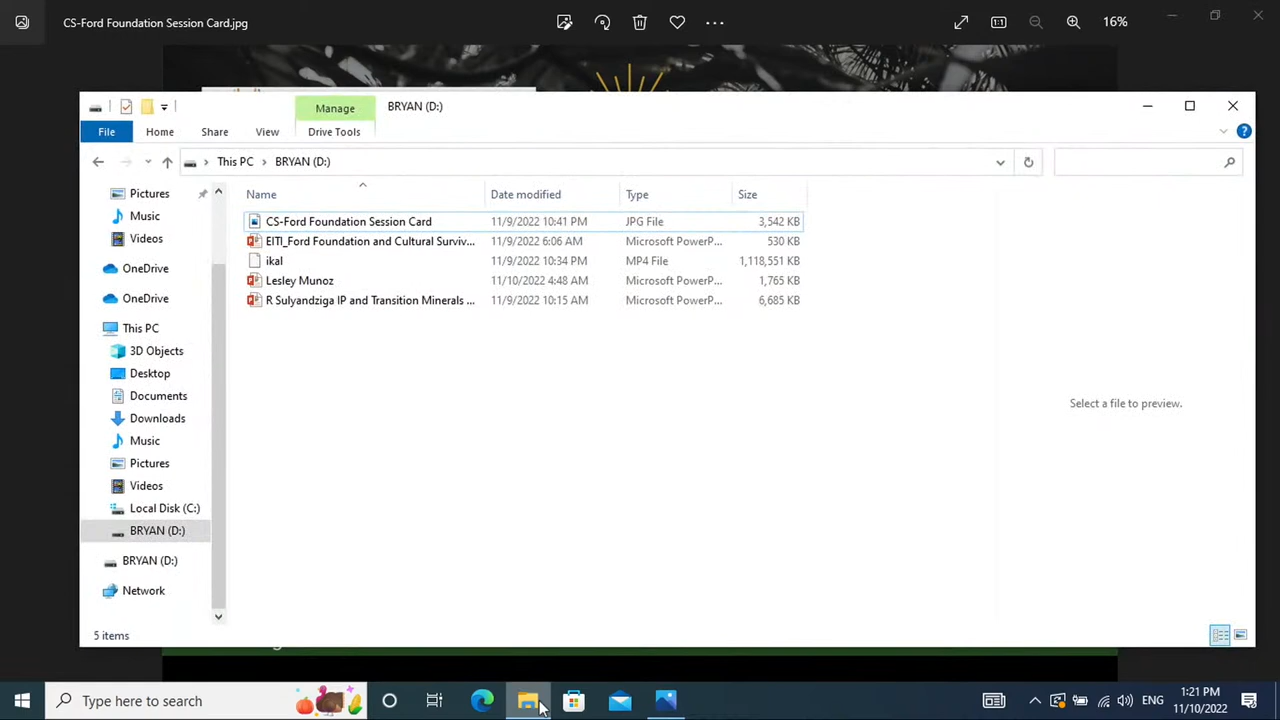 CS-Ford Foundation Session Card.jpg
16%
Manage
BRYAN (D:)
File
Home
Share
View
Drive Tools
This PC
BRYAN (D:)
Pictures
Music
Videos
OneDrive
OneDrive
This PC
3D Objects
Desktop
Documents
Downloads
Music
Pictures
Videos
Local Disk (C:)
BRYAN (D:)
BRYAN (D:)
Network
Name Date modified Type Size
CS-Ford Foundation Session Card 11/9/2022 10:41 PM JPG File 3,542 KB
EITI_Ford Foundation and Cultural Surviv... 11/9/2022 6:06 AM Microsoft PowerP... 530 KB
ikal 11/9/2022 10:34 PM MP4 File 1,118,551 KB
Lesley Munoz 11/10/2022 4:48 AM Microsoft PowerP... 1,765 KB
R Sulyandziga IP and Transition Minerals ... 11/9/2022 10:15 AM Microsoft PowerP... 6,685 KB
Select a file to preview.
5 items
Type here to search
ENG
1:21 PM
11/10/2022